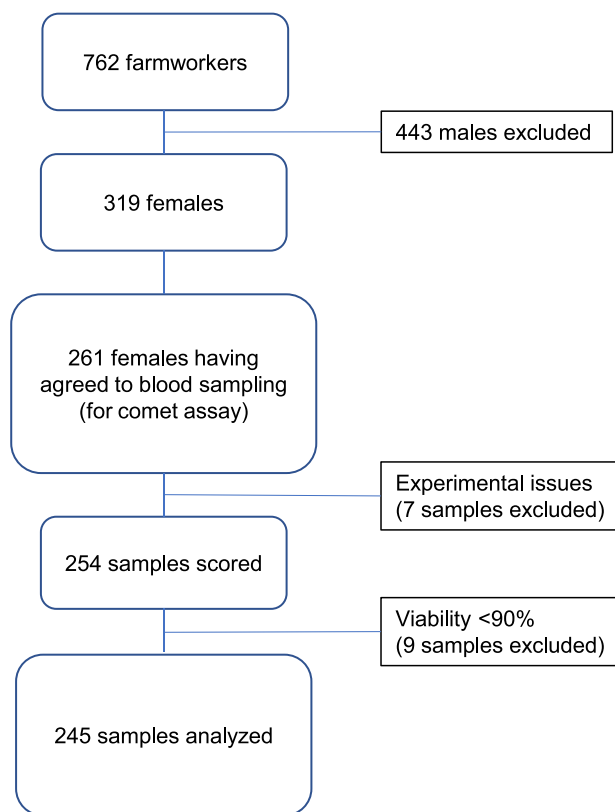 762 farmworkers
443 males excluded
319 females
261 females having
agreed to blood sampling
(for comet assay)
Experimental issues
(7 samples excluded)
254 samples scored
Viability <90%
(9 samples excluded)
245 samples analyzed